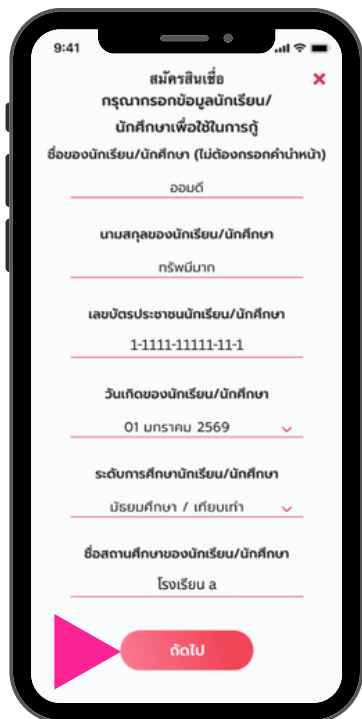 9:41
สมัครสินเชื่อ
กรุณากรอกข้อมูลนักเรียน/
นักศึกษาเพื่อใช้ในการกู้
ชื่อของนักเรียน/นักศึกษา (ไม่ต้องกรอกคำนำหน้า)
ออมดี
นามสกุลของนักเรียน/นักศึกษา
ทรัพมีมาก
เลขบัตรประชาชนนักเรียน/นักศึกษา
1-1111-11111-11-1
วันเกิดของนักเรียน/นักศึกษา
01 มกราคม 2569
ระดับการศึกษานักเรียน/นักศึกษา
มัธยมศึกษา / เทียบเท่า
ชื่อสถานศึกษาของนักเรียน/นักศึกษา
โรงเรียน a
ถัดไป